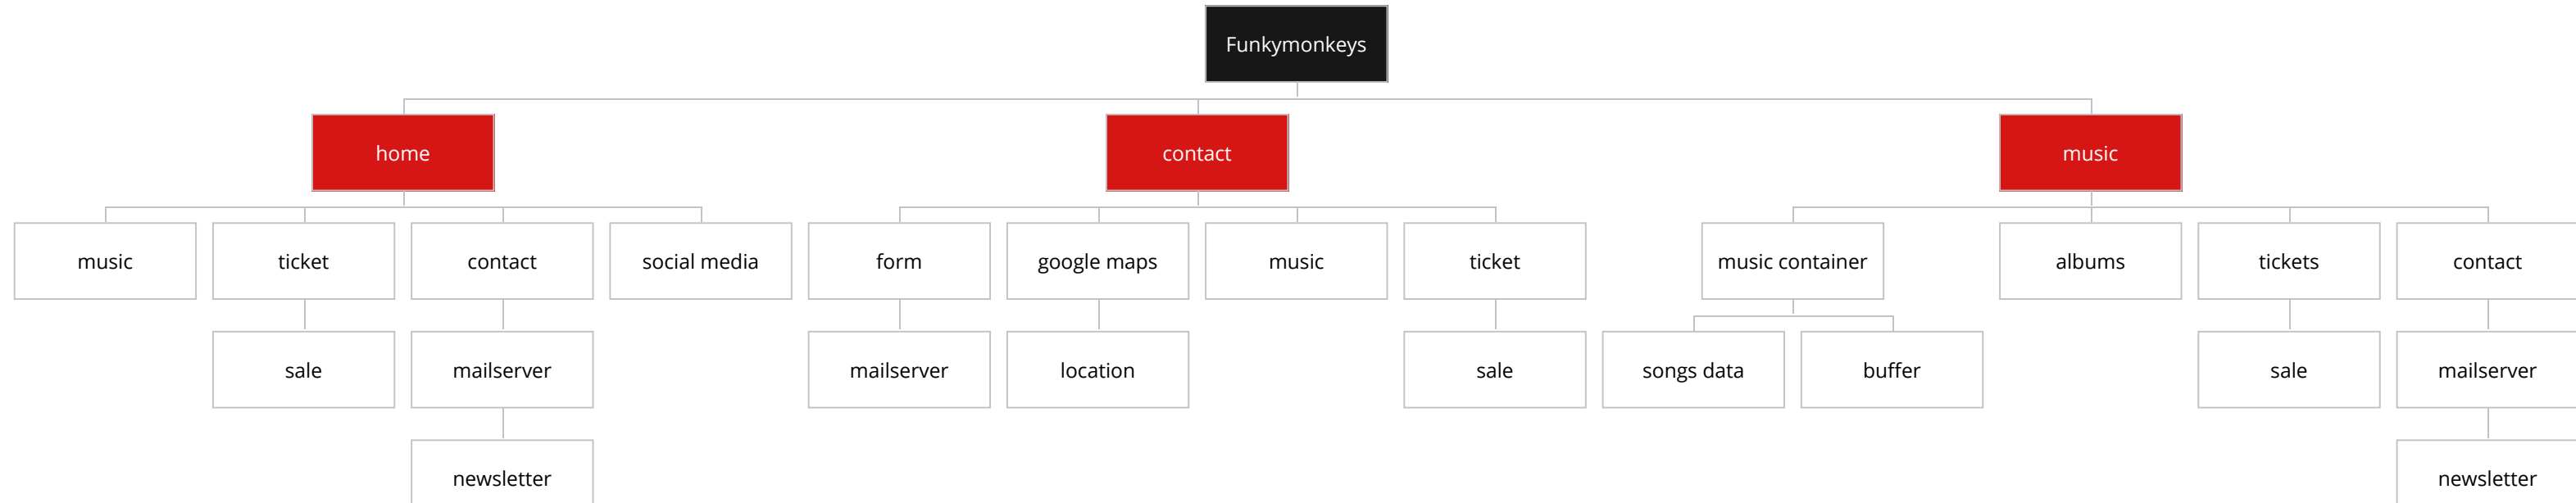 Funkymonkeys
home
contact
music
music
ticket
contact
social media
form
google maps
music
ticket
music container
albums
tickets
contact
sale
mailserver
mailserver
location
sale
songs data
buffer
sale
mailserver
newsletter
newsletter